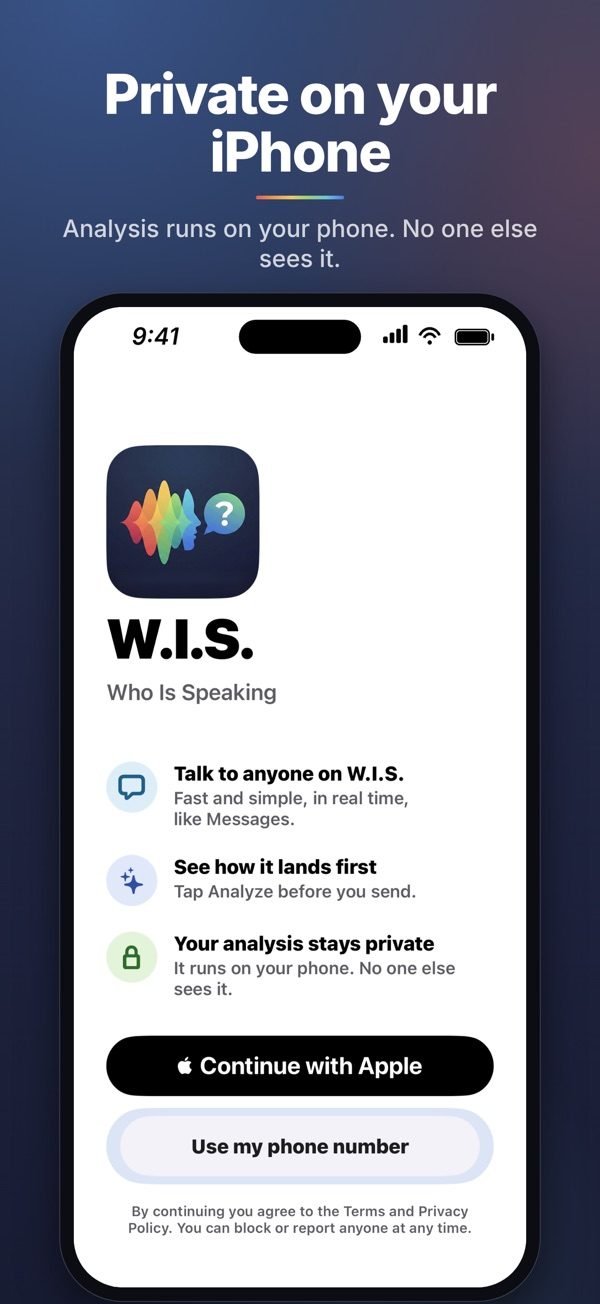 Private on your
iPhone
Analysis runs on your phone. No one else
sees it.
9:41
?
W.I.S.
Who Is Speaking
Talk to anyone on W.I.S.
Fast and simple, in real time,
like Messages.
See how it lands first
Tap Analyze before you send.
Your analysis stays private
It runs on your phone. No one else
sees it.
Continue with Apple
Use my phone number
By continuing you agree to the Terms and Privacy
Policy. You can block or report anyone at any time.